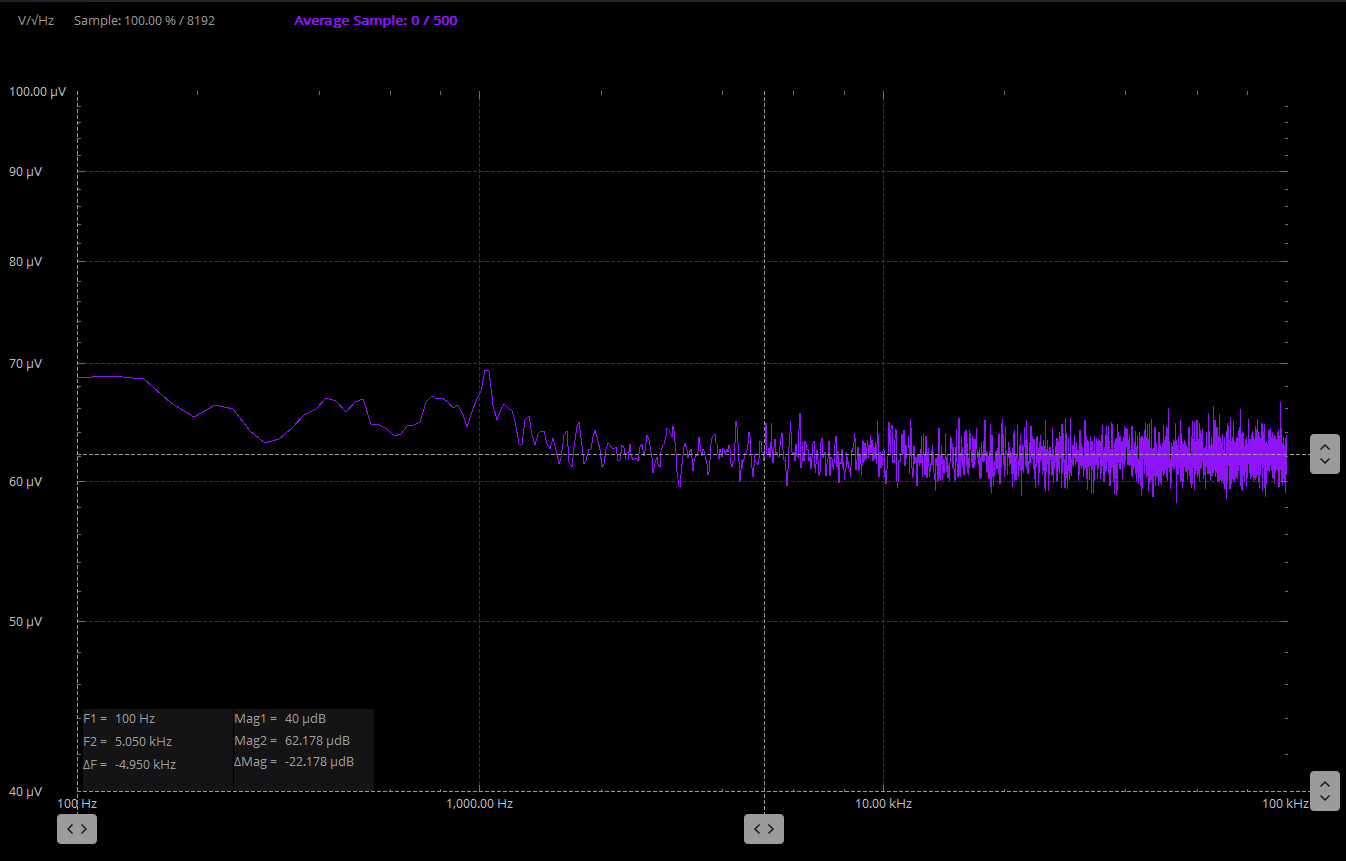 V/√Hz Sample: 100.00 % / 8192 Average Sample: 0 / 500
100.00 µV
90 µV
80 µV
70 µV
60 µV
50 µV
40 µV
F1 = 100 Hz Mag1 = 40 µdB
F2 = 5.050 kHz Mag2 = 62.178 µdB
ΔF = -4.950 kHz ΔMag = -22.178 µdB
100 Hz 1,000.00 Hz 10.00 kHz 100 kHz